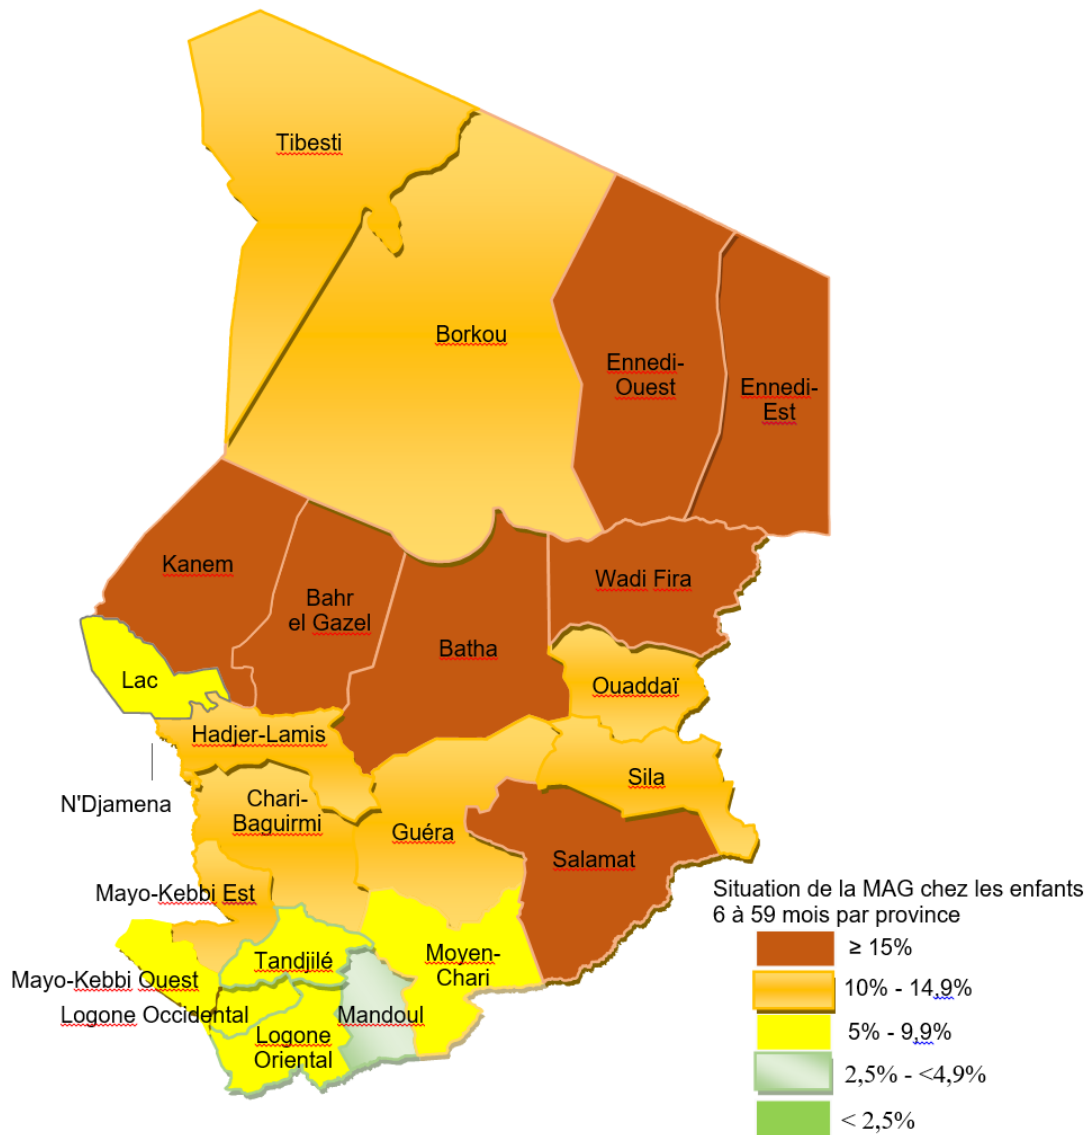 Tibesti
Borkou
Ennedi-
Ouest
Ennedi-
Est
Kanem
Bahr
el Gazel
Batha
Wadi Fira
Lac
Ouaddaï
Hadjer-Lamis
Sila
N'Djamena
Chari-
Baguirmi
Guéra
Salamat
Mayo-Kebbi Est
Tandjilé
Moyen-
Chari
Mayo-Kebbi Ouest
Logone Occidental
Mandoul
Logone
Oriental
Situation de la MAG chez les enfants
6 à 59 mois par province
≥ 15%
10% - 14,9%
5% - 9,9%
2,5% - <4,9%
< 2,5%